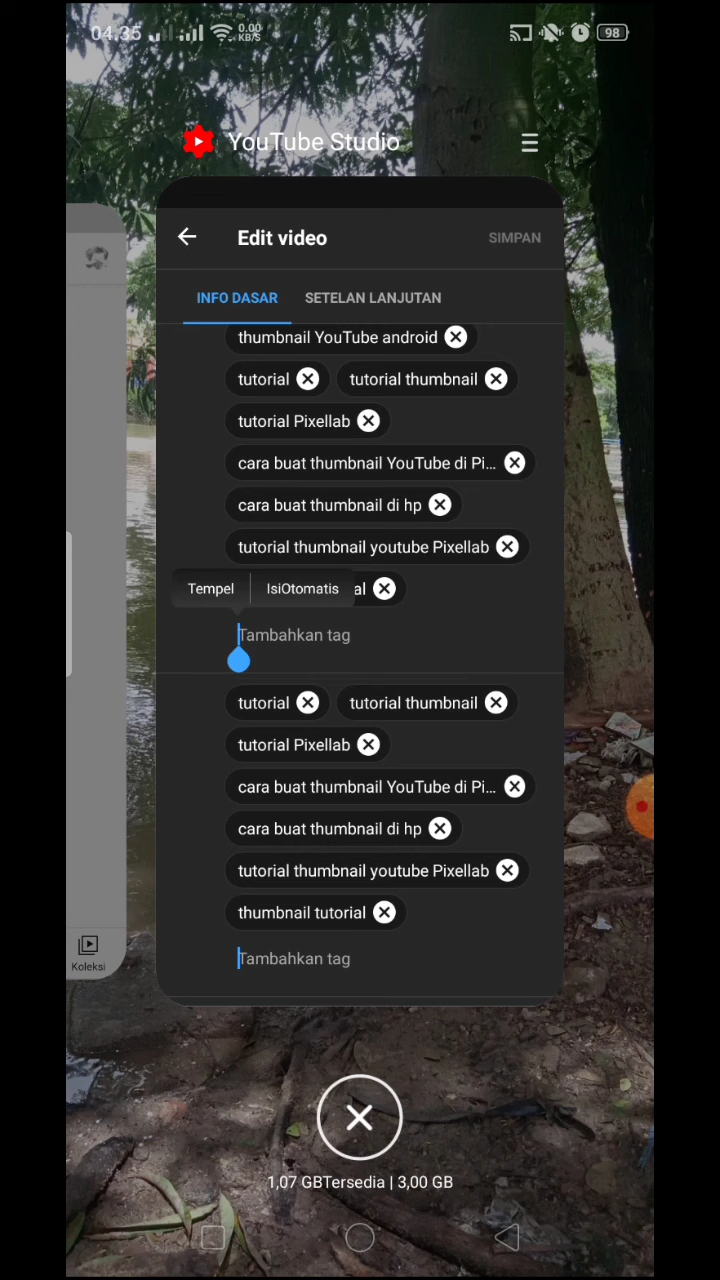 04.35 0.00 KB/S 98
YouTube Studio
Edit video SIMPAN
INFO DASAR SETELAN LANJUTAN
thumbnail YouTube android
tutorial tutorial thumbnail
tutorial Pixellab
cara buat thumbnail YouTube di Pi...
cara buat thumbnail di hp
tutorial thumbnail youtube Pixellab
Tempel IsiOtomatis al
Tambahkan tag
tutorial tutorial thumbnail
tutorial Pixellab
cara buat thumbnail YouTube di Pi...
cara buat thumbnail di hp
tutorial thumbnail youtube Pixellab
thumbnail tutorial
Tambahkan tag
Koleksi
1,07 GBTersedia | 3,00 GB